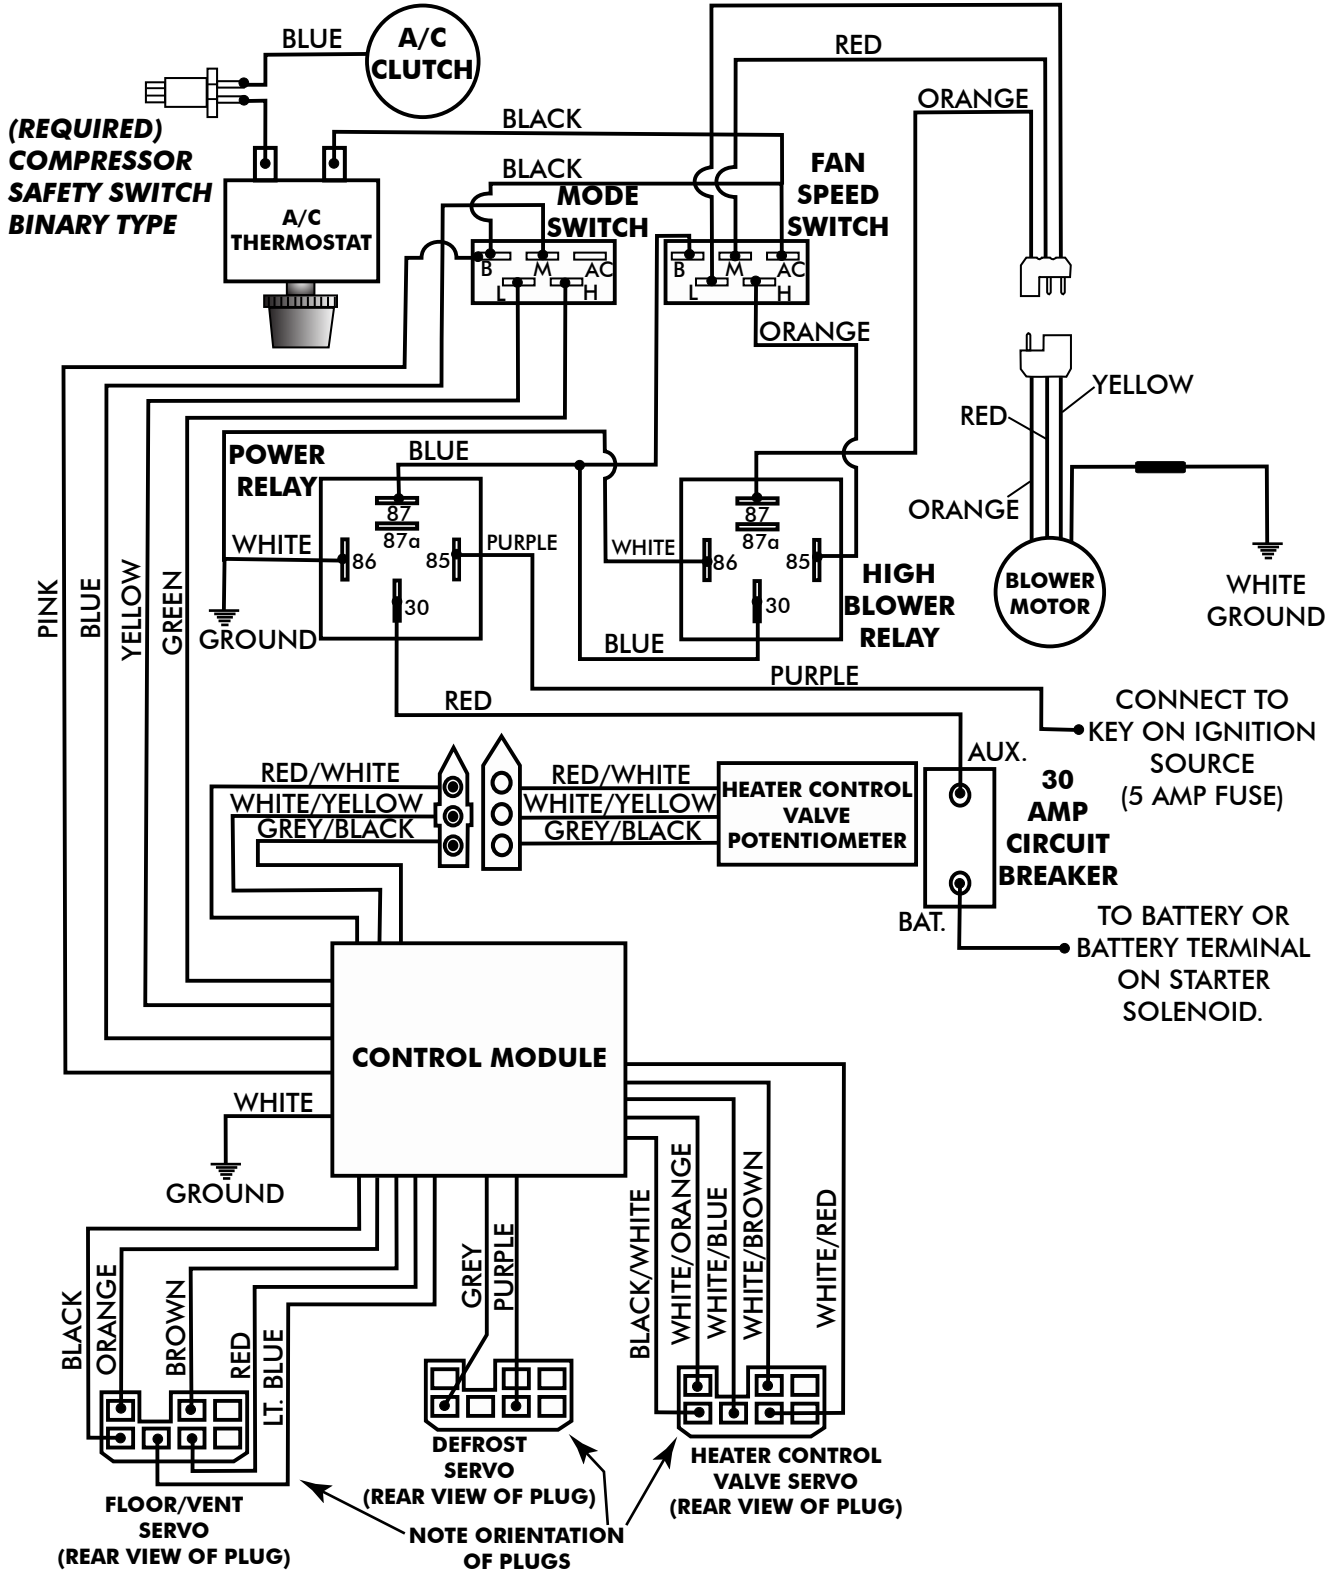 BLUE
A/C
CLUTCH
(REQUIRED)
COMPRESSOR
SAFETY SWITCH
BINARY TYPE
A/C
THERMOSTAT
BLACK
BLACK
MODE
SWITCH
B
M
AC
L
H
FAN
SPEED
SWITCH
B
M
AC
L
H
RED
ORANGE
ORANGE
YELLOW
RED
ORANGE
BLOWER
MOTOR
WHITE
GROUND
POWER
RELAY
BLUE
87
87a
86
85
30
WHITE
GROUND
PURPLE
WHITE
87
87a
86
85
30
HIGH
BLOWER
RELAY
BLUE
PURPLE
RED
PINK
BLUE
YELLOW
GREEN
CONNECT TO
KEY ON IGNITION
SOURCE
(5 AMP FUSE)
AUX.
30
AMP
CIRCUIT
BREAKER
BAT.
TO BATTERY OR
BATTERY TERMINAL
ON STARTER
SOLENOID.
RED/WHITE
WHITE/YELLOW
GREY/BLACK
RED/WHITE
WHITE/YELLOW
GREY/BLACK
HEATER CONTROL
VALVE
POTENTIOMETER
CONTROL MODULE
WHITE
GROUND
BLACK
ORANGE
BROWN
RED
LT. BLUE
GREY
PURPLE
BLACK/WHITE
WHITE/ORANGE
WHITE/BLUE
WHITE/BROWN
WHITE/RED
FLOOR/VENT
SERVO
(REAR VIEW OF PLUG)
DEFROST
SERVO
(REAR VIEW OF PLUG)
HEATER CONTROL
VALVE SERVO
(REAR VIEW OF PLUG)
NOTE ORIENTATION
OF PLUGS